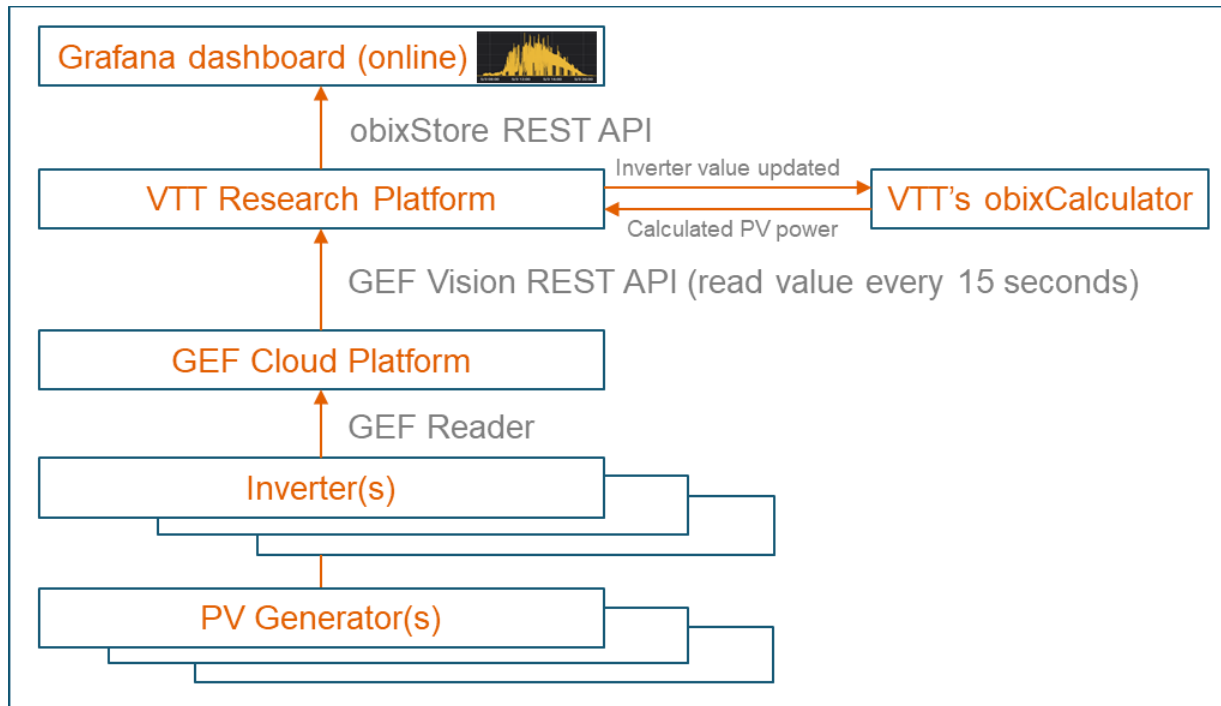 Grafana dashboard (online)
obixStore REST API
VTT Research Platform
Inverter value updated
Calculated PV power
VTT's obixCalculator
GEF Vision REST API (read value every 15 seconds)
GEF Cloud Platform
GEF Reader
Inverter(s)
PV Generator(s)